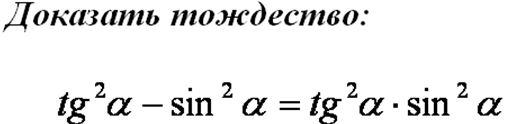 Доказать тождество:
tg²α − sin²α = tg²α · sin²α